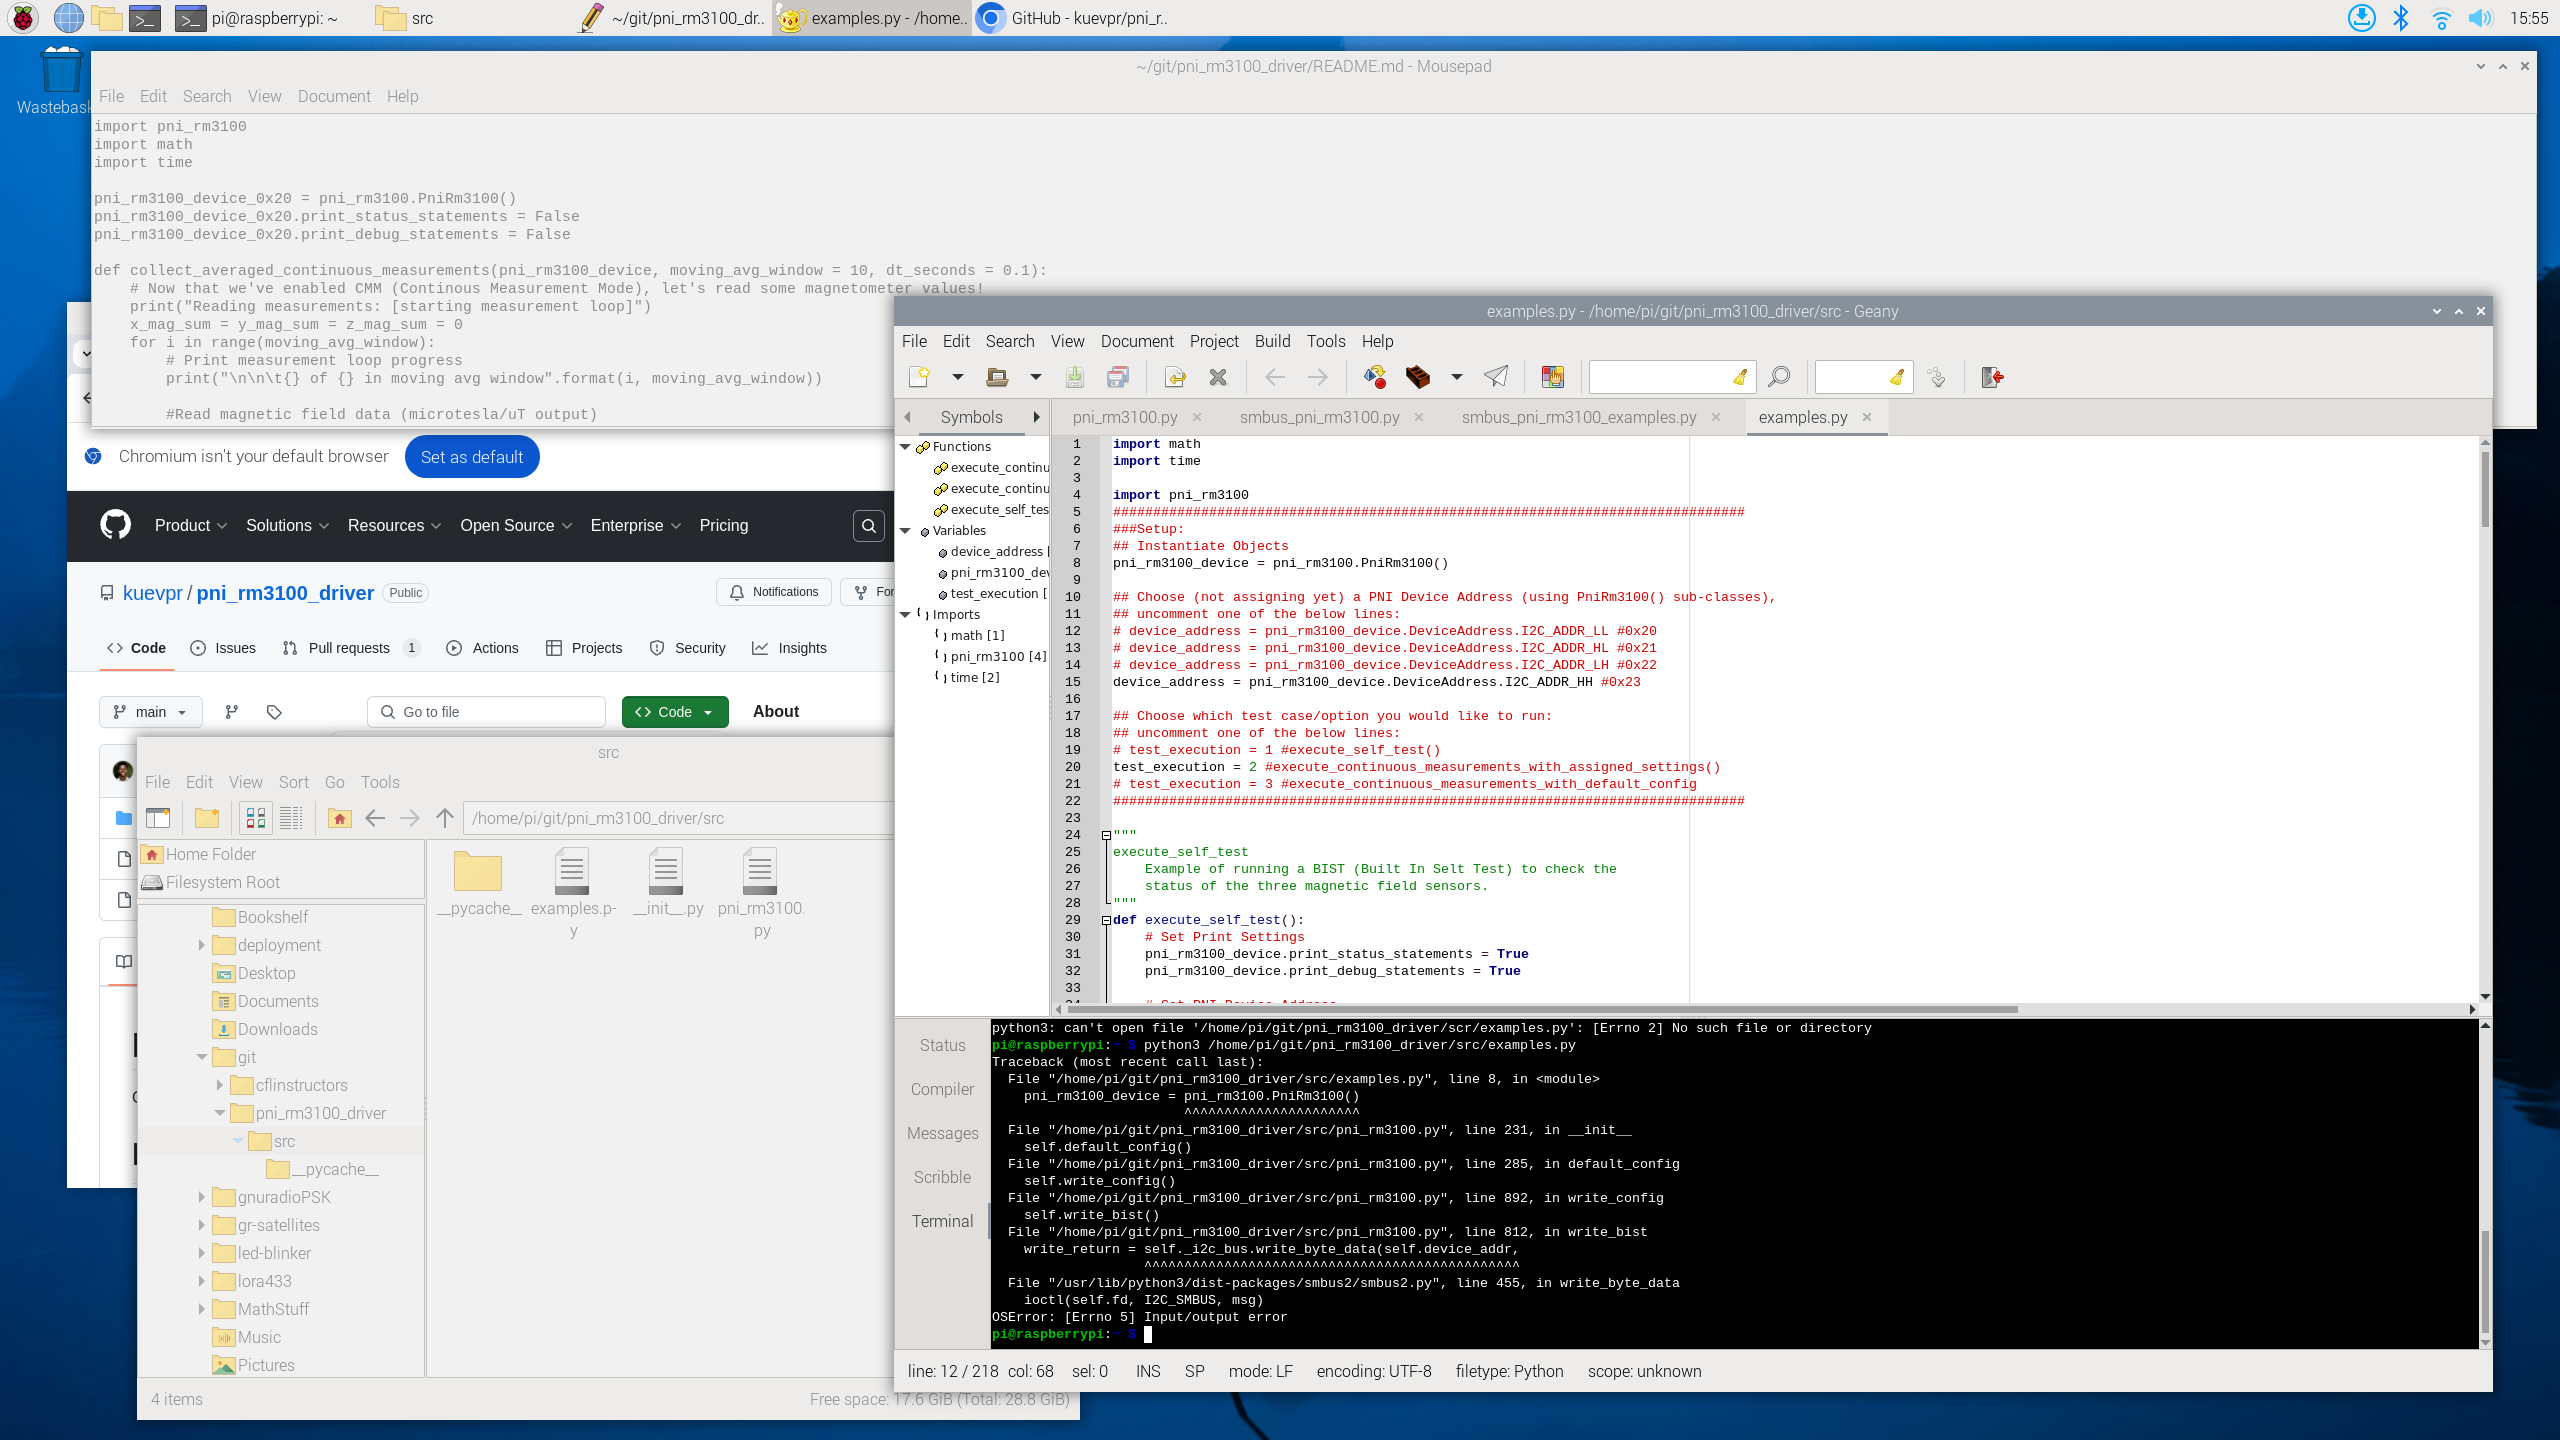 pi@raspberrypi: ~
src
~/git/pni_rm3100_dr..
examples.py - /home..
GitHub - kuevpr/pni_r..
15:55
~/git/pni_rm3100_driver/README.md - Mousepad
File Edit Search View Document Help
import pni_rm3100
import math
import time
pni_rm3100_device_0x20 = pni_rm3100.PniRm3100()
pni_rm3100_device_0x20.print_status_statements = False
pni_rm3100_device_0x20.print_debug_statements = False
def collect_averaged_continuous_measurements(pni_rm3100_device, moving_avg_window = 10, dt_seconds = 0.1):
# Now that we've enabled CMM (Continous Measurement Mode), let's read some magnetometer values!
print("Reading measurements: [starting measurement loop]")
x_mag_sum = y_mag_sum = z_mag_sum = 0
for i in range(moving_avg_window):
# Print measurement loop progress
print("\n\n\t{} of {} in moving avg window".format(i, moving_avg_window))
#Read magnetic field data (microtesla/uT output)
Chromium isn't your default browser
Set as default
Product Solutions Resources Open Source Enterprise Pricing
kuevpr / pni_rm3100_driver Public
Notifications
Code Issues Pull requests 1 Actions Projects Security Insights
main
Go to file
Code
About
src
File Edit View Sort Go Tools
/home/pi/git/pni_rm3100_driver/src
Home Folder
Filesystem Root
Bookshelf
deployment
Desktop
Documents
Downloads
git
cflinstructors
pni_rm3100_driver
src
__pycache__
gnuradioPSK
gr-satellites
led-blinker
lora433
MathStuff
Music
Pictures
__pycache__
examples.p-
y
__init__.py
pni_rm3100.
py
4 items
Free space: 17.6 GiB (Total: 28.8 GiB)
examples.py - /home/pi/git/pni_rm3100_driver/src - Geany
File Edit Search View Document Project Build Tools Help
Symbols
pni_rm3100.py
smbus_pni_rm3100.py
smbus_pni_rm3100_examples.py
examples.py
Functions
execute_continu
execute_continu
execute_self_tes
Variables
device_address [
pni_rm3100_dev
test_execution [
Imports
math [1]
pni_rm3100 [4]
time [2]
1 import math
2 import time
3
4 import pni_rm3100
5 ###############################################################################
6 ###Setup:
7 ## Instantiate Objects
8 pni_rm3100_device = pni_rm3100.PniRm3100()
9
10 ## Choose (not assigning yet) a PNI Device Address (using PniRm3100() sub-classes),
11 ## uncomment one of the below lines:
12 # device_address = pni_rm3100_device.DeviceAddress.I2C_ADDR_LL #0x20
13 # device_address = pni_rm3100_device.DeviceAddress.I2C_ADDR_HL #0x21
14 # device_address = pni_rm3100_device.DeviceAddress.I2C_ADDR_LH #0x22
15 device_address = pni_rm3100_device.DeviceAddress.I2C_ADDR_HH #0x23
16
17 ## Choose which test case/option you would like to run:
18 ## uncomment one of the below lines:
19 # test_execution = 1 #execute_self_test()
20 test_execution = 2 #execute_continuous_measurements_with_assigned_settings()
21 # test_execution = 3 #execute_continuous_measurements_with_default_config
22 ###############################################################################
23
24 """
25 execute_self_test
26 Example of running a BIST (Built In Selt Test) to check the
27 status of the three magnetic field sensors.
28 """
29 def execute_self_test():
30 # Set Print Settings
31 pni_rm3100_device.print_status_statements = True
32 pni_rm3100_device.print_debug_statements = True
33
34 # Set PNI Device Address
Status
Compiler
Messages
Scribble
Terminal
python3: can't open file '/home/pi/git/pni_rm3100_driver/scr/examples.py': [Errno 2] No such file or directory
pi@raspberrypi:~ $ python3 /home/pi/git/pni_rm3100_driver/src/examples.py
Traceback (most recent call last):
File "/home/pi/git/pni_rm3100_driver/src/examples.py", line 8, in <module>
pni_rm3100_device = pni_rm3100.PniRm3100()
^^^^^^^^^^^^^^^^^^^^^^
File "/home/pi/git/pni_rm3100_driver/src/pni_rm3100.py", line 231, in __init__
self.default_config()
File "/home/pi/git/pni_rm3100_driver/src/pni_rm3100.py", line 285, in default_config
self.write_config()
File "/home/pi/git/pni_rm3100_driver/src/pni_rm3100.py", line 892, in write_config
self.write_bist()
File "/home/pi/git/pni_rm3100_driver/src/pni_rm3100.py", line 812, in write_bist
write_return = self._i2c_bus.write_byte_data(self.device_addr,
^^^^^^^^^^^^^^^^^^^^^^^^^^^^^^^^^^^^^^^^^^^^^^^
File "/usr/lib/python3/dist-packages/smbus2/smbus2.py", line 455, in write_byte_data
ioctl(self.fd, I2C_SMBUS, msg)
OSError: [Errno 5] Input/output error
pi@raspberrypi:~ $
line: 12 / 218 col: 68 sel: 0 INS SP mode: LF encoding: UTF-8 filetype: Python scope: unknown